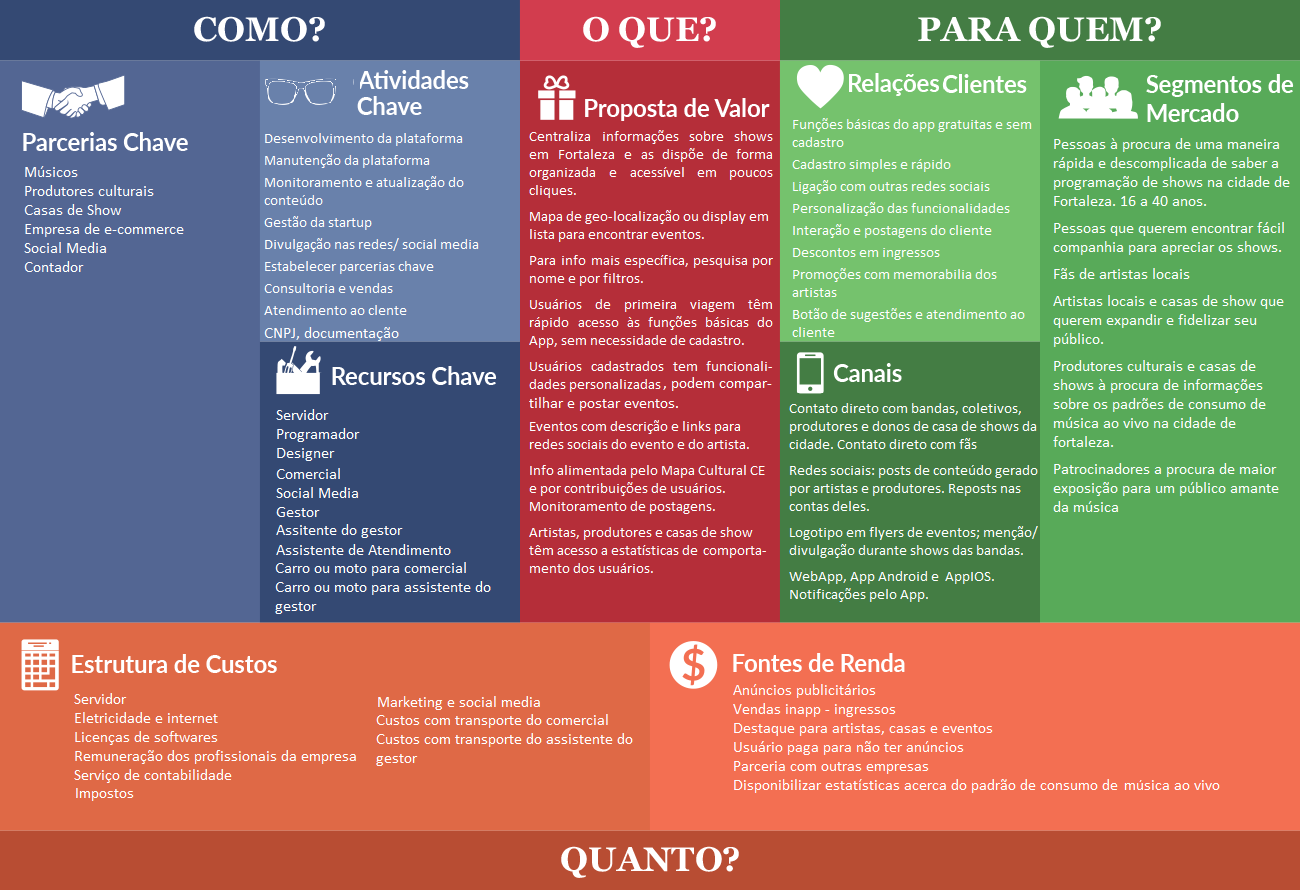 COMO?
O QUE?
PARA QUEM?
Parcerias Chave
Músicos
Produtores culturais
Casas de Show
Empresa de e-commerce
Social Media
Contador
Atividades
Chave
Desenvolvimento da plataforma
Manutenção da plataforma
Monitoramento e atualização do
conteúdo
Gestão da startup
Divulgação nas redes/ social media
Estabelecer parcerias chave
Consultoria e vendas
Atendimento ao clente
CNPJ, documentação
Recursos Chave
Servidor
Programador
Designer
Comercial
Social Media
Gestor
Assitente do gestor
Assistente de Atendimento
Carro ou moto para comercial
Carro ou moto para assistente do
gestor
Proposta de Valor
Centraliza informações sobre shows
em Fortaleza e as dispõe de forma
organizada e acessível em poucos
cliques.
Mapa de geo-localização ou display em
lista para encontrar eventos.
Para info mais específica, pesquisa por
nome e por filtros.
Usuários de primeira viagem têm
rápido acesso às funções básicas do
App, sem necessidade de cadastro.
Usuários cadastrados tem funcionali-
dades personalizadas, podem compar-
tilhar e postar eventos.
Eventos com descrição e links para
redes sociais do evento e do artista.
Info alimentada pelo Mapa Cultural CE
e por contribuições de usuários.
Monitoramento de postagens.
Artistas, produtores e casas de show
têm acesso a estatísticas de comporta-
mento dos usuários.
Relações Clientes
Funções básicas do app gratuitas e sem
cadastro
Cadastro simples e rápido
Ligação com outras redes sociais
Personalização das funcionalidades
Interação e postagens do cliente
Descontos em ingressos
Promoções com memorabilia dos
artistas
Botão de sugestões e atendimento ao
cliente
Canais
Contato direto com bandas, coletivos,
produtores e donos de casa de shows da
cidade. Contato direto com fãs
Redes sociais: posts de conteúdo gerado
por artistas e produtores. Reposts nas
contas deles.
Logotipo em flyers de eventos; menção/
divulgação durante shows das bandas.
WebApp, App Android e AppIOS.
Notificações pelo App.
Segmentos de
Mercado
Pessoas à procura de uma maneira
rápida e descomplicada de saber a
programação de shows na cidade de
Fortaleza. 16 a 40 anos.
Pessoas que querem encontrar fácil
companhia para apreciar os shows.
Fãs de artistas locais
Artistas locais e casas de show que
querem expandir e fidelizar seu
público.
Produtores culturais e casas de
shows à procura de informações
sobre os padrões de consumo de
música ao vivo na cidade de
fortaleza.
Patrocinadores a procura de maior
exposição para um público amante
da música
Estrutura de Custos
Servidor
Eletricidade e internet
Licenças de softwares
Remuneração dos profissionais da empresa
Serviço de contabilidade
Impostos
Marketing e social media
Custos com transporte do comercial
Custos com transporte do assistente do
gestor
Fontes de Renda
Anúncios publicitários
Vendas inapp - ingressos
Destaque para artistas, casas e eventos
Usuário paga para não ter anúncios
Parceria com outras empresas
Disponibilizar estatísticas acerca do padrão de consumo de música ao vivo
QUANTO?